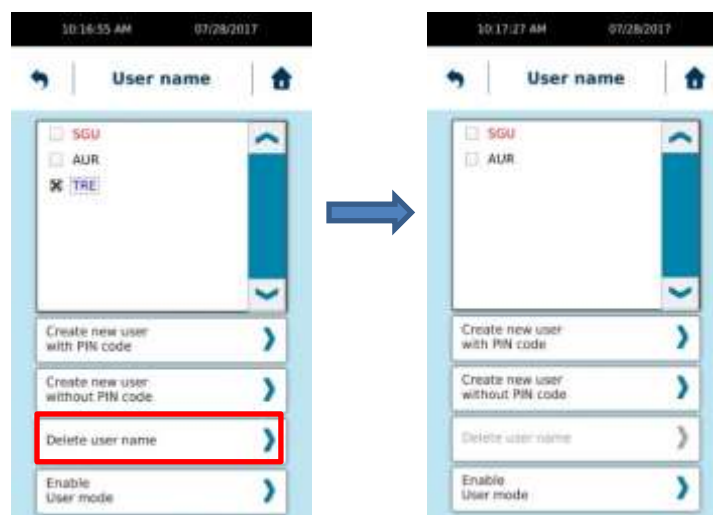 10:16:55 AM 07/28/2017
User name
SGU
AUR
TRE
Create new user
with PIN code
Create new user
without PIN code
Delete user name
Enable
User mode
10:17:27 AM 07/28/2017
User name
SGU
AUR
Create new user
with PIN code
Create new user
without PIN code
Delete user name
Enable
User mode